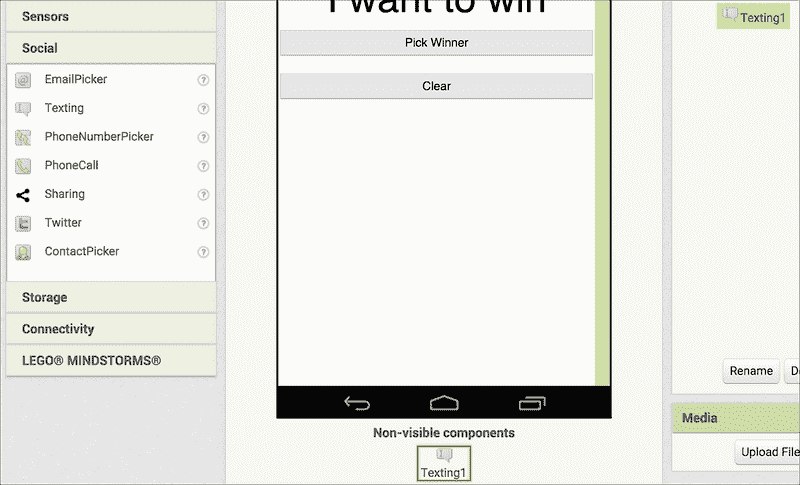 Sensors
Social
EmailPicker ?
Texting ?
PhoneNumberPicker ?
PhoneCall ?
Sharing ?
Twitter ?
ContactPicker ?
Storage
Connectivity
LEGO® MINDSTORMS®
I want to win
Pick Winner
Clear
Non-visible components
Texting1
Texting1
Rename
D
Media
Upload File